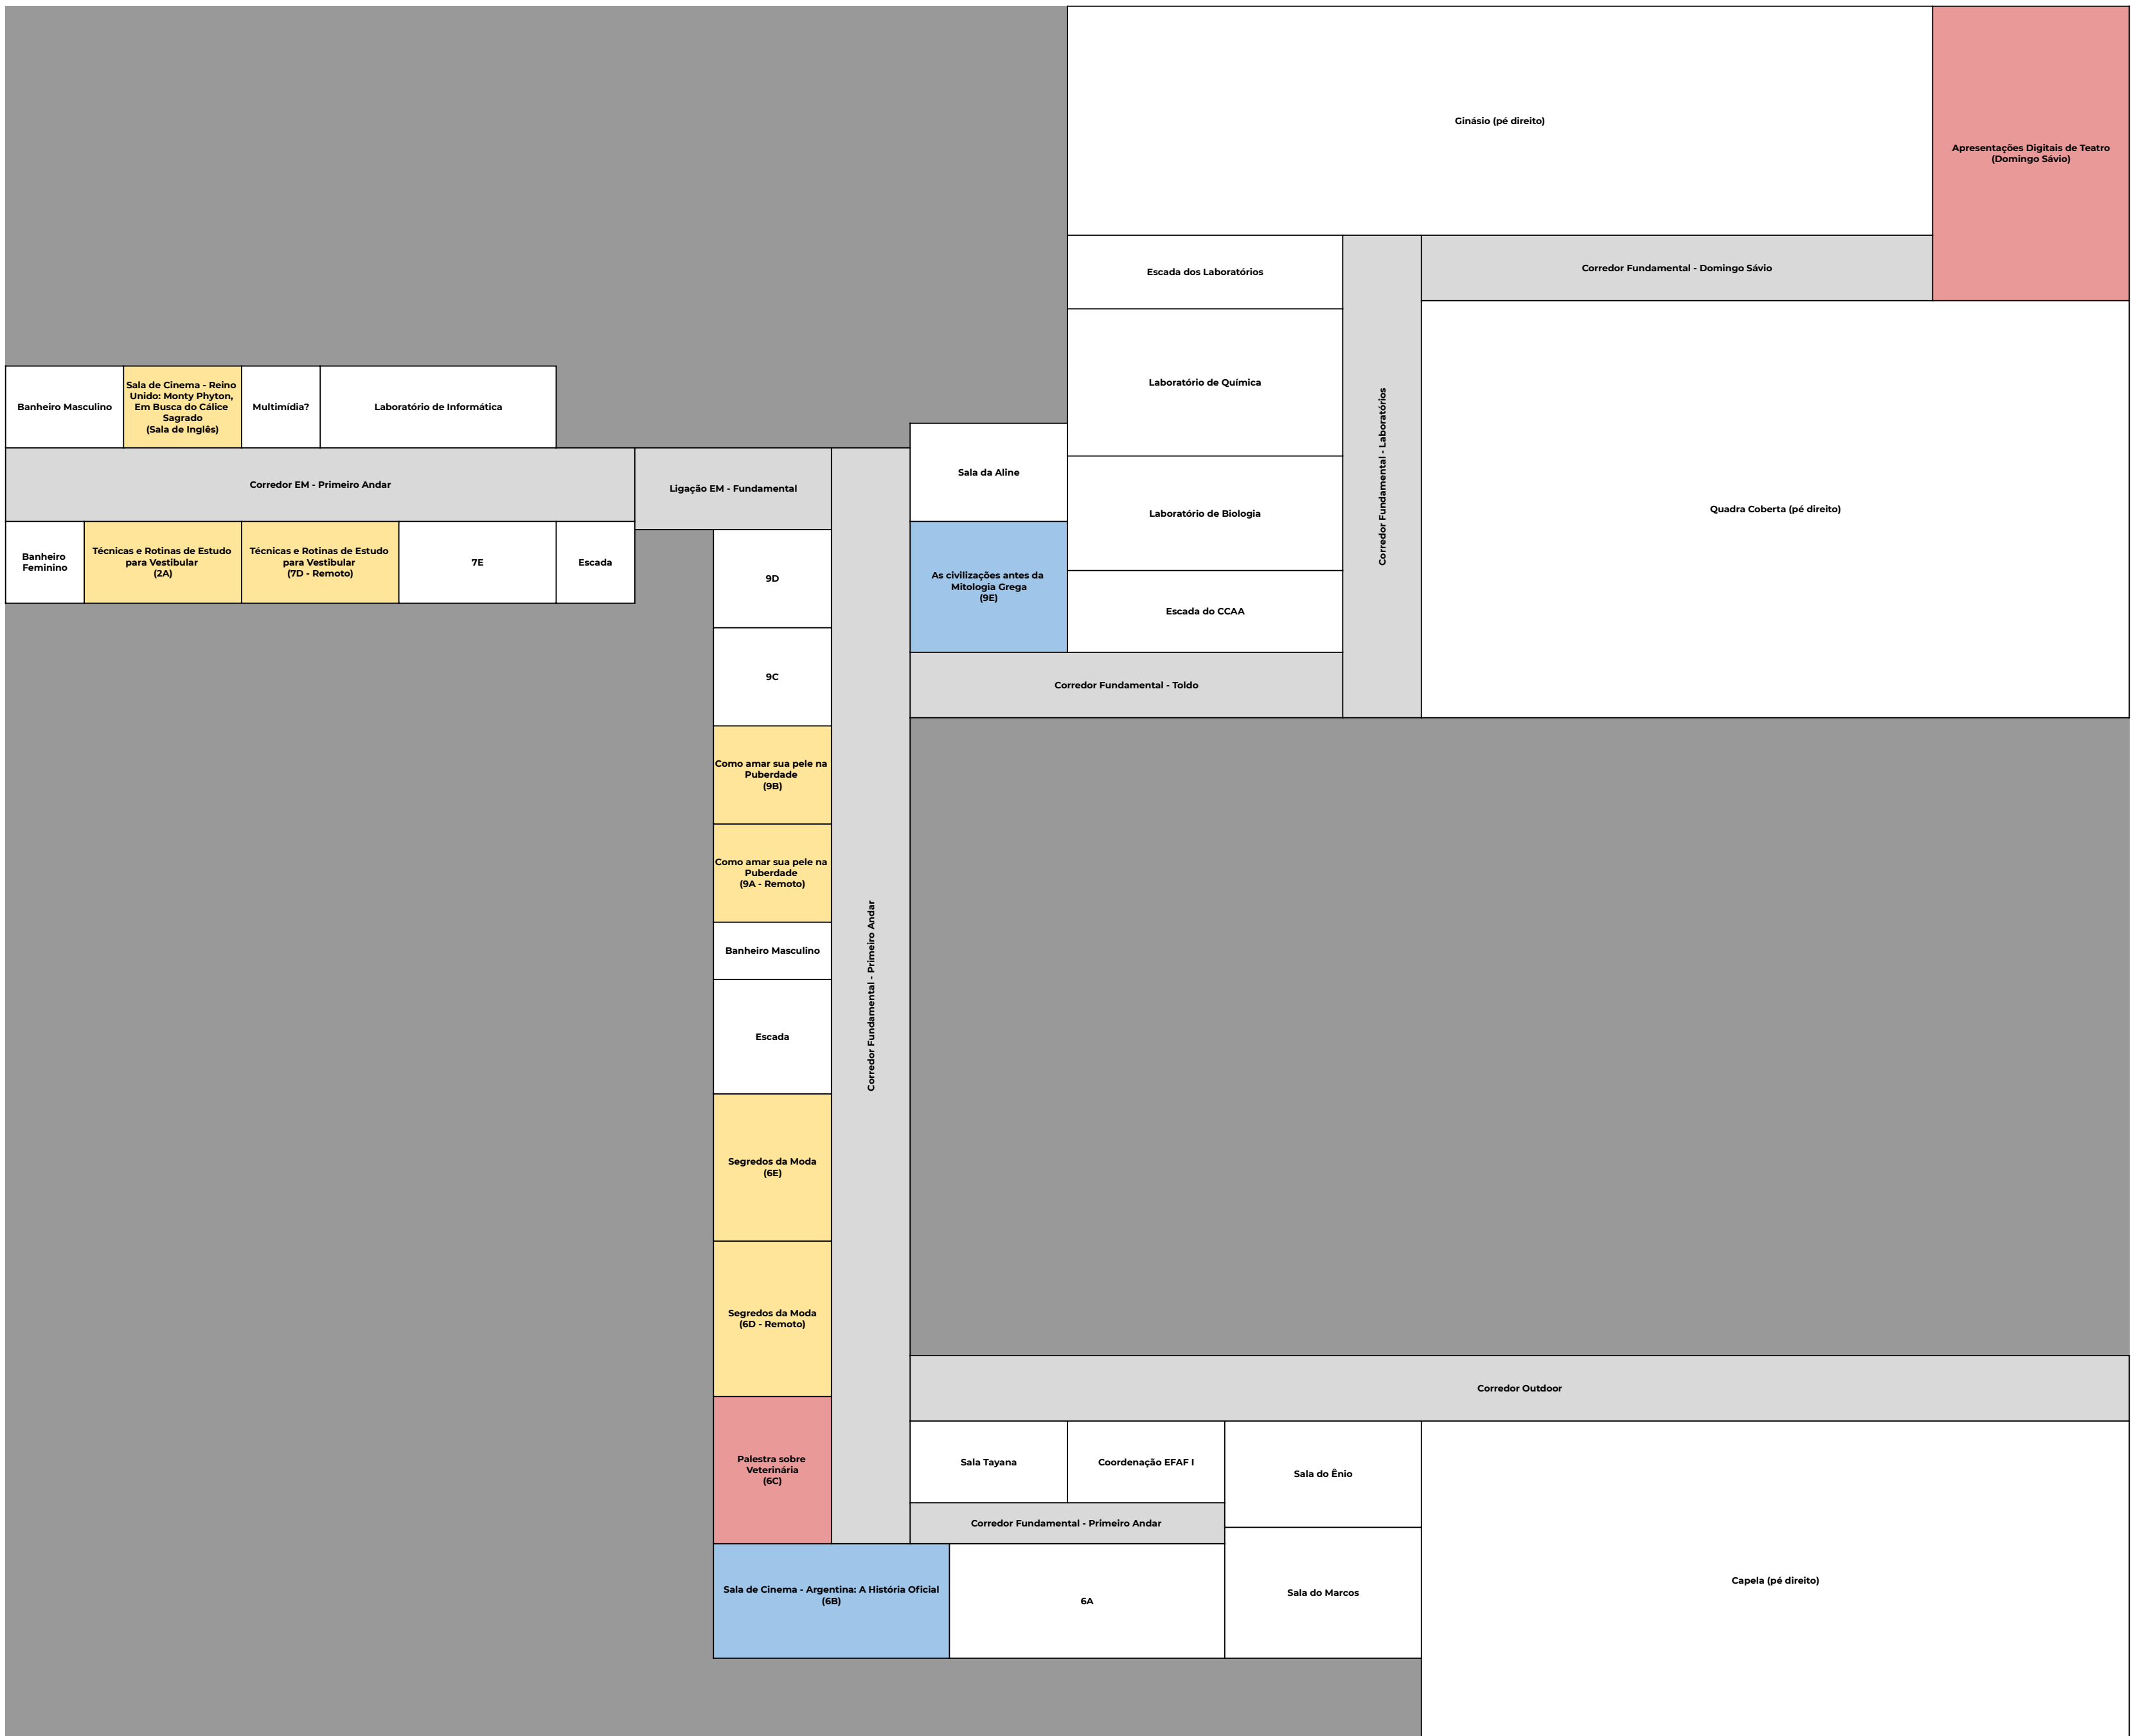 Ginásio (pé direito)
Apresentações Digitais de Teatro
(Domingo Sávio)
Escada dos Laboratórios
Corredor Fundamental - Domingo Sávio
Laboratório de Química
Corredor Fundamental - Laboratórios
Banheiro Masculino
Sala de Cinema - Reino
Unido: Monty Phyton,
Em Busca do Cálice
Sagrado
(Sala de Inglês)
Multimídia?
Laboratório de Informática
Sala da Aline
Corredor EM - Primeiro Andar
Ligação EM - Fundamental
Laboratório de Biologia
Quadra Coberta (pé direito)
Banheiro
Feminino
Técnicas e Rotinas de Estudo
para Vestibular
(2A)
Técnicas e Rotinas de Estudo
para Vestibular
(7D - Remoto)
7E
Escada
9D
As civilizações antes da
Mitologia Grega
(9E)
Escada do CCAA
9C
Corredor Fundamental - Toldo
Como amar sua pele na
Puberdade
(9B)
Como amar sua pele na
Puberdade
(9A - Remoto)
Banheiro Masculino
Corredor Fundamental - Primeiro Andar
Escada
Segredos da Moda
(6E)
Segredos da Moda
(6D - Remoto)
Corredor Outdoor
Palestra sobre
Veterinária
(6C)
Sala Tayana
Coordenação EFAF I
Sala do Ênio
Corredor Fundamental - Primeiro Andar
Sala de Cinema - Argentina: A História Oficial
(6B)
6A
Sala do Marcos
Capela (pé direito)